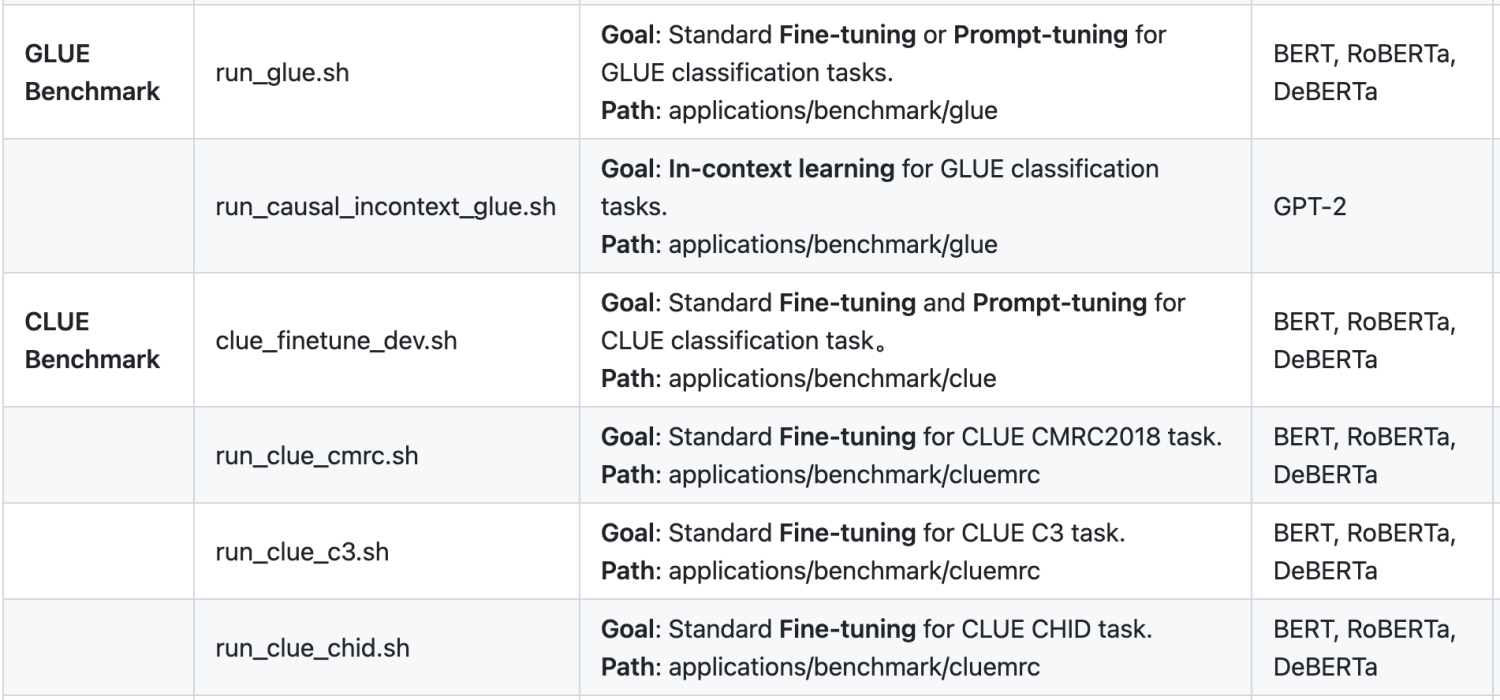 GLUE
Benchmark
run_glue.sh
Goal: Standard Fine-tuning or Prompt-tuning for
GLUE classification tasks.
Path: applications/benchmark/glue
BERT, RoBERTa,
DeBERTa
run_causal_incontext_glue.sh
Goal: In-context learning for GLUE classification
tasks.
Path: applications/benchmark/glue
GPT-2
CLUE
Benchmark
clue_finetune_dev.sh
Goal: Standard Fine-tuning and Prompt-tuning for
CLUE classification task。
Path: applications/benchmark/clue
BERT, RoBERTa,
DeBERTa
run_clue_cmrc.sh
Goal: Standard Fine-tuning for CLUE CMRC2018 task.
Path: applications/benchmark/cluemrc
BERT, RoBERTa,
DeBERTa
run_clue_c3.sh
Goal: Standard Fine-tuning for CLUE C3 task.
Path: applications/benchmark/cluemrc
BERT, RoBERTa,
DeBERTa
run_clue_chid.sh
Goal: Standard Fine-tuning for CLUE CHID task.
Path: applications/benchmark/cluemrc
BERT, RoBERTa,
DeBERTa